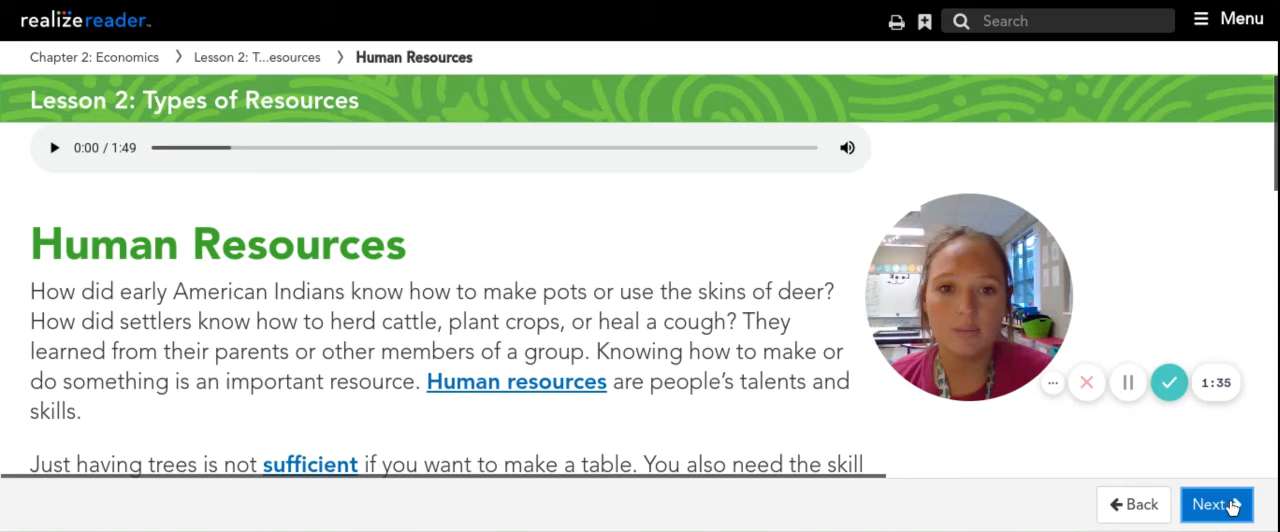 realizereader™
Search
Menu
Chapter 2: Economics
Lesson 2: T...esources
Human Resources
Lesson 2: Types of Resources
0:00 / 1:49
Human Resources
How did early American Indians know how to make pots or use the skins of deer?
How did settlers know how to herd cattle, plant crops, or heal a cough? They
learned from their parents or other members of a group. Knowing how to make or
do something is an important resource. Human resources are people's talents and
skills.
1:35
Just having trees is not sufficient if you want to make a table. You also need the skill
Back
Next